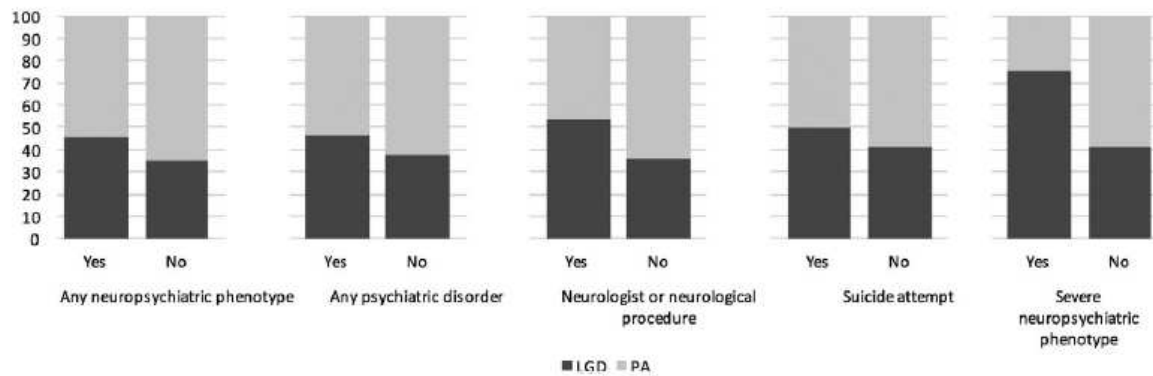 100
90
80
70
60
50
40
30
20
10
0
Yes No Yes No Yes No Yes No Yes No
Any neuropsychiatric phenotype Any psychiatric disorder Neurologist or neurological Suicide attempt Severe
procedure neuropsychiatric
phenotype
LGD PA